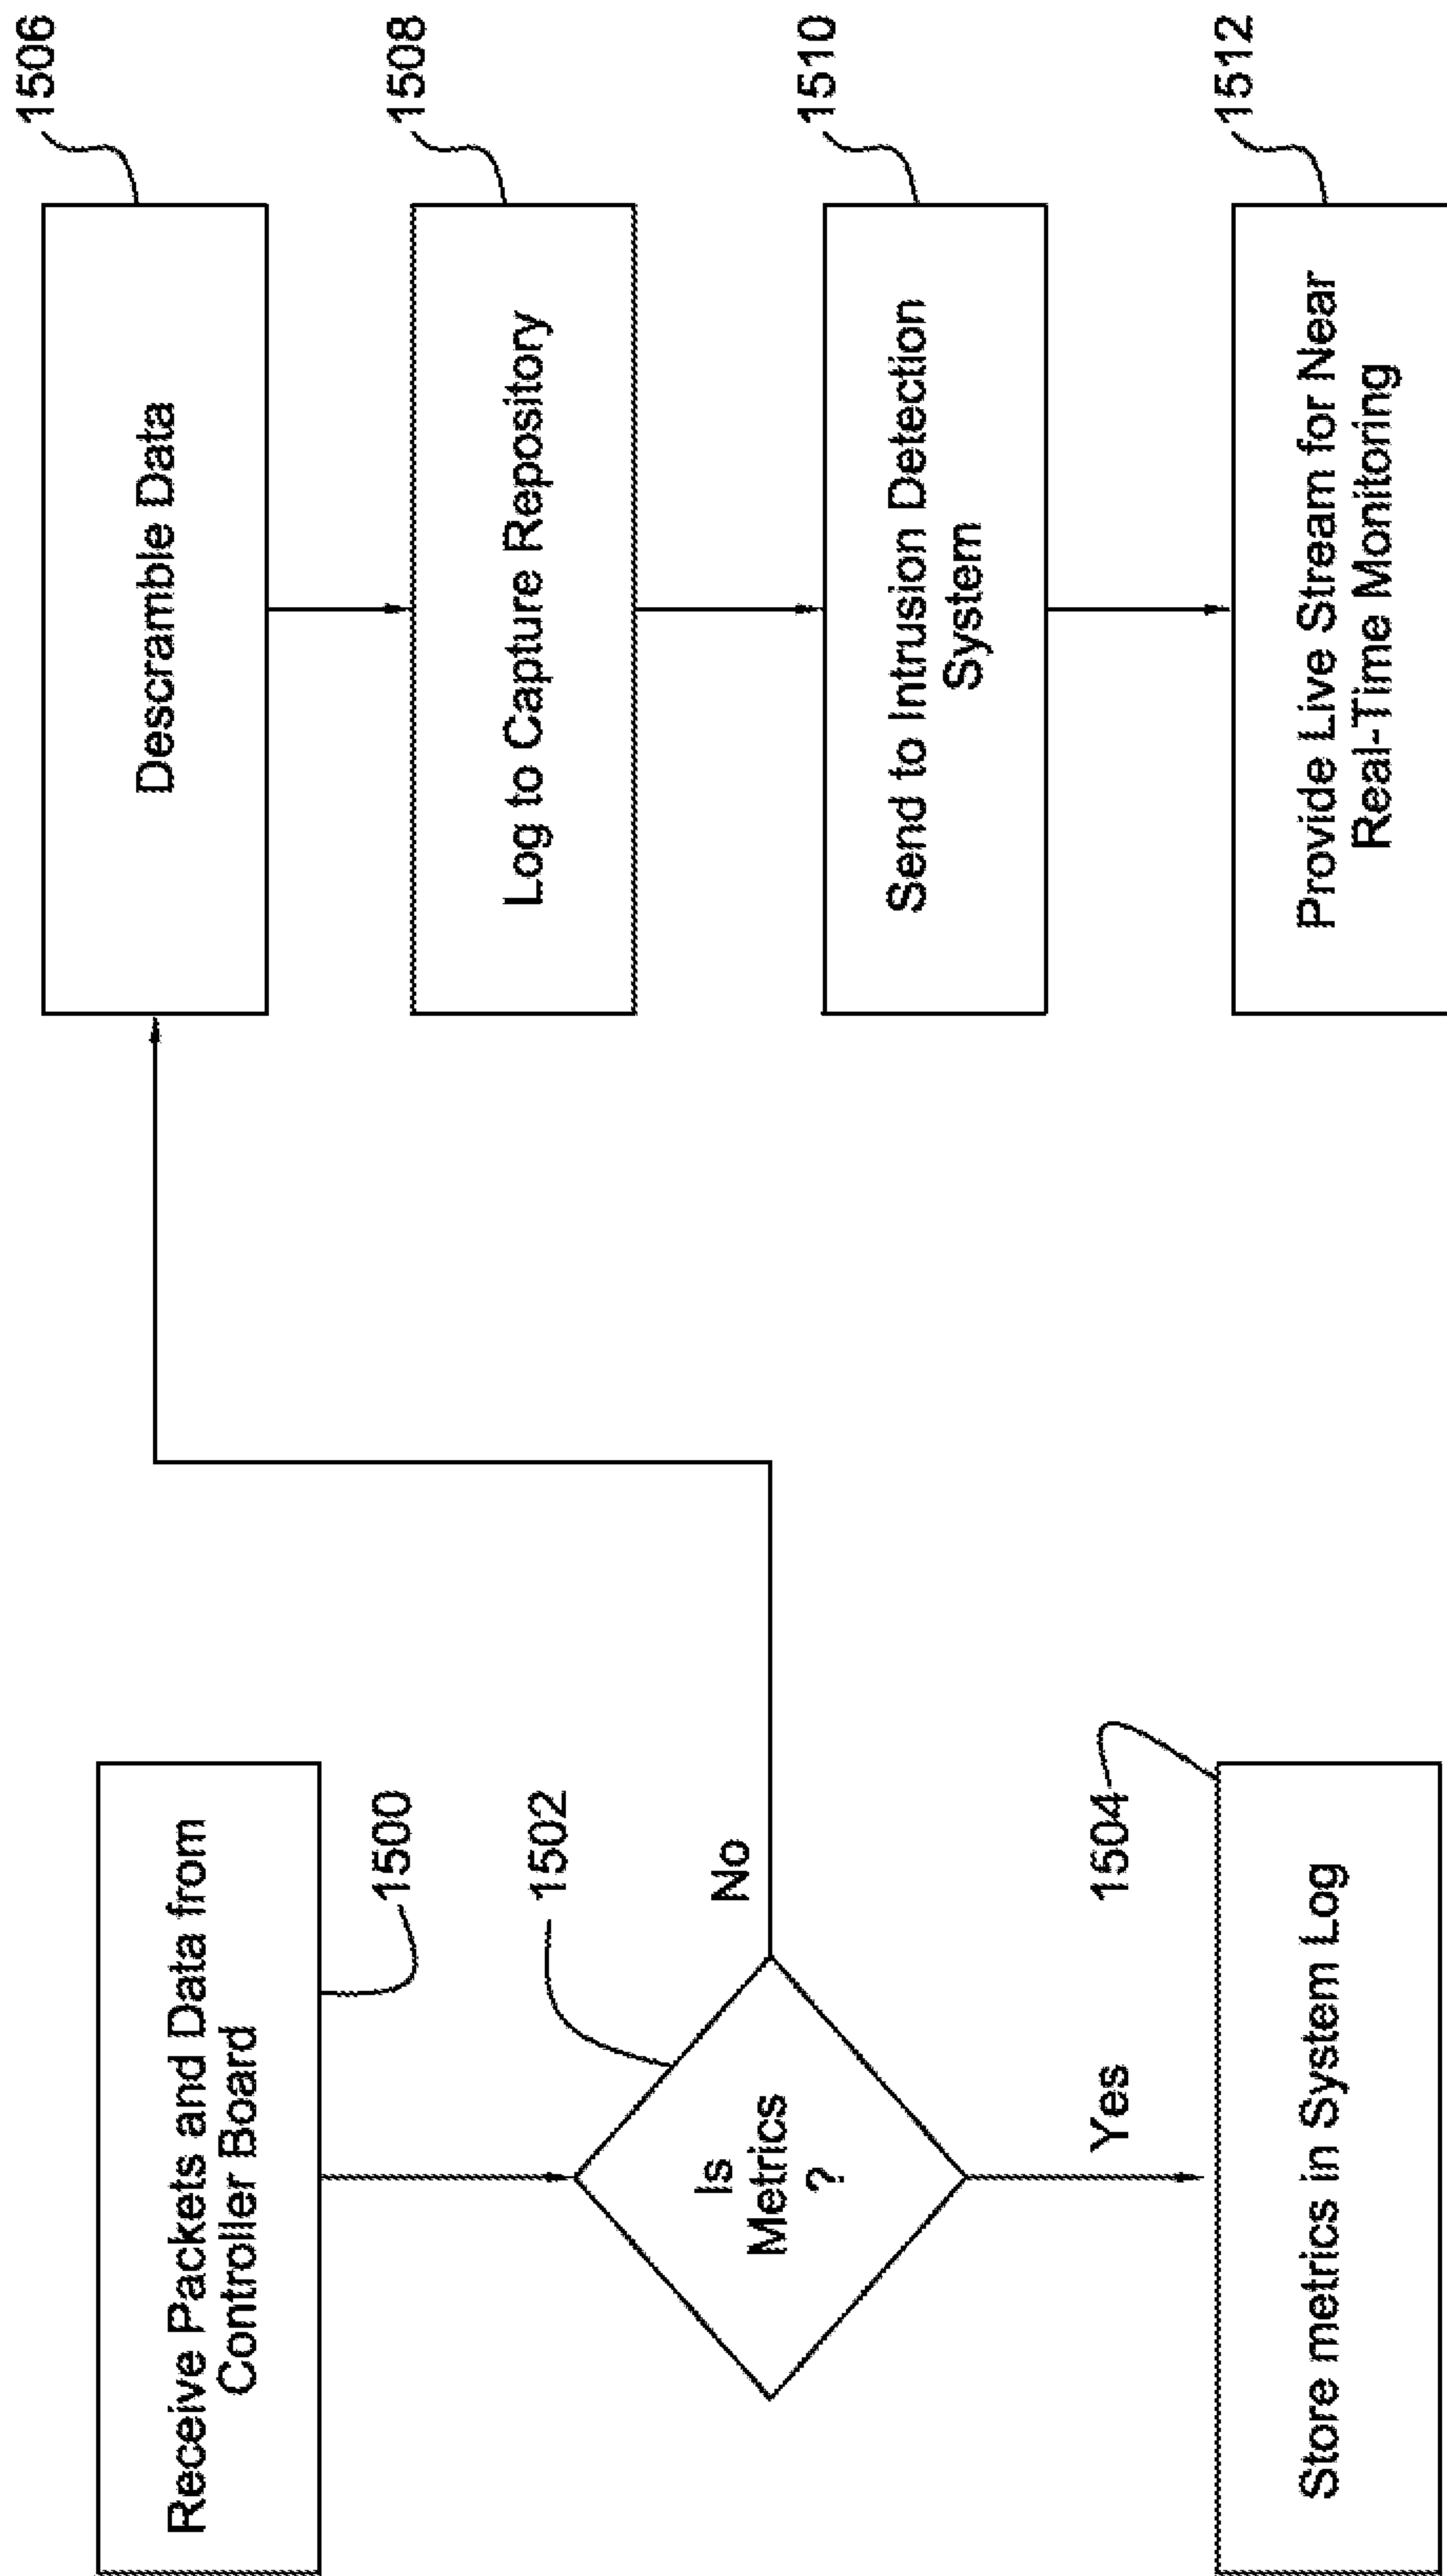 Receive Packets and Data from
Controller Board
1500
1502
Is
Metrics
?
No
Yes
1504
Store metrics in System Log
1506
Descramble Data
1508
Log to Capture Repository
1510
Send to Intrusion Detection
System
1512
Provide Live Stream for Near
Real-Time Monitoring